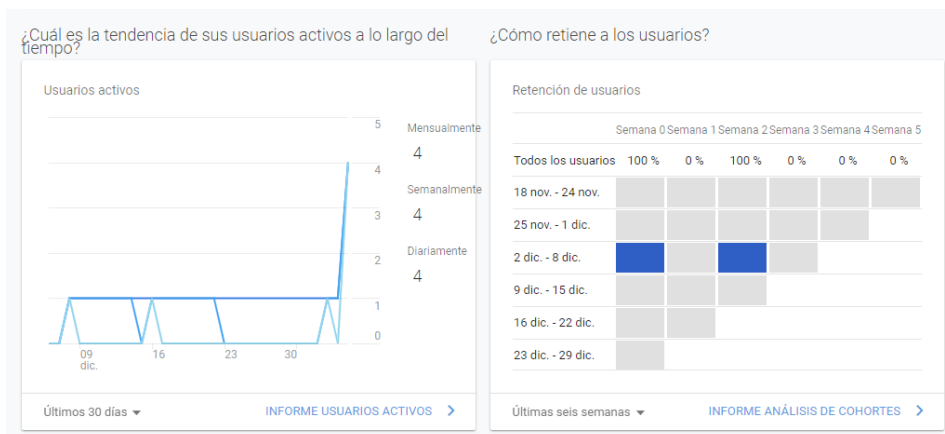 ¿Cuál es la tendencia de sus usuarios activos a lo largo del
tiempo?
Usuarios activos
5
4
3
2
1
0
09
dic.
16
23
30
Mensualmente
4
Semanalmente
4
Diariamente
4
Últimos 30 días
INFORME USUARIOS ACTIVOS
¿Cómo retiene a los usuarios?
Retención de usuarios
Semana 0 Semana 1 Semana 2 Semana 3 Semana 4 Semana 5
Todos los usuarios 100 % 0 % 100 % 0 % 0 % 0 %
18 nov. - 24 nov.
25 nov. - 1 dic.
2 dic. - 8 dic.
9 dic. - 15 dic.
16 dic. - 22 dic.
23 dic. - 29 dic.
Últimas seis semanas
INFORME ANÁLISIS DE COHORTES